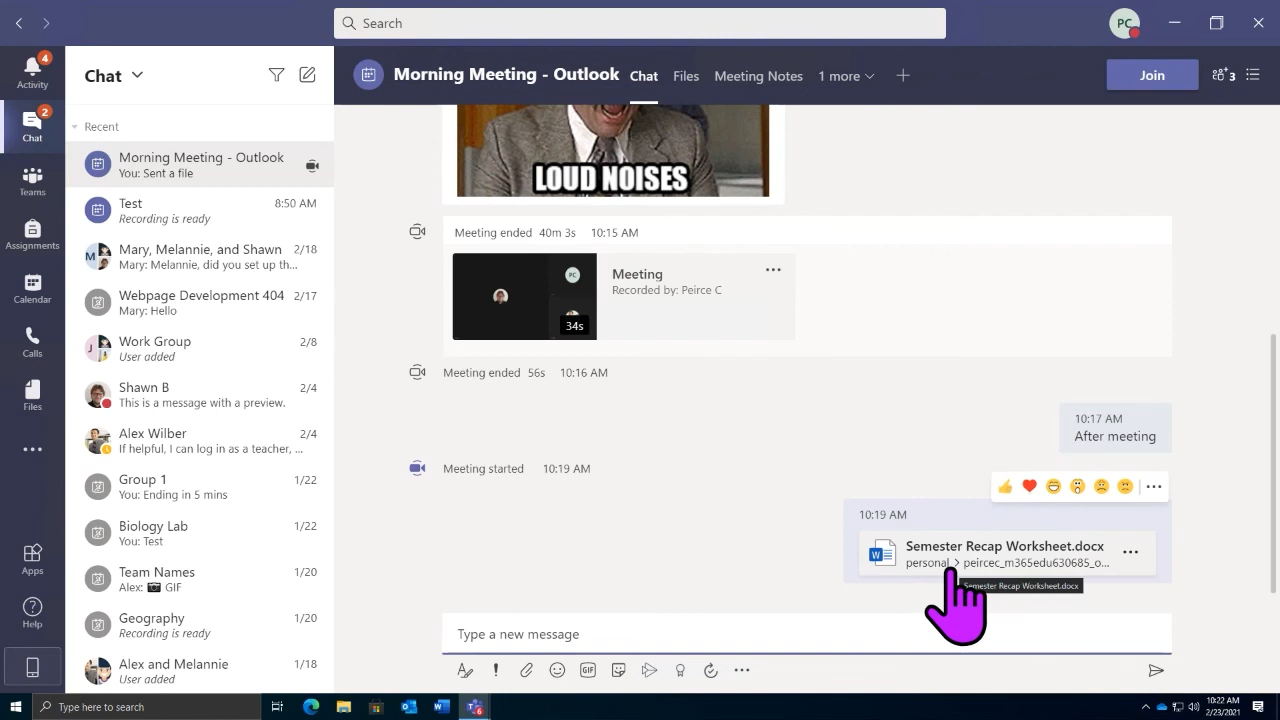 Search
PC
4
Activity
2
Chat
Teams
Assignments
Calendar
Calls
Files
Apps
Help
Chat
Recent
Morning Meeting - Outlook
You: Sent a file
Test 8:50 AM
Recording is ready
M
Mary, Melannie, and Shawn 2/18
Mary: Melannie, did you set up th...
Webpage Development 404 2/17
Mary: Hello
J
Work Group 2/8
User added
Shawn B 2/4
This is a message with a preview.
Alex Wilber 2/4
If helpful, I can log in as a teacher, ...
Group 1 1/22
You: Ending in 5 mins
Biology Lab 1/22
You: Test
Team Names 1/20
Alex: 📷 GIF
Geography 1/20
Recording is ready
Alex and Melannie 1/18
User added
Morning Meeting - Outlook Chat Files Meeting Notes 1 more Join 3
LOUD NOISES
Meeting ended 40m 3s 10:15 AM
PC
34s
Meeting
Recorded by: Peirce C
Meeting ended 56s 10:16 AM
10:17 AM
After meeting
Meeting started 10:19 AM
10:19 AM
W
Semester Recap Worksheet.docx
personal > peircec_m365edu630685_o...
Semester Recap Worksheet.docx
Type a new message
GIF
Type here to search
6
10:22 AM
2/23/2021